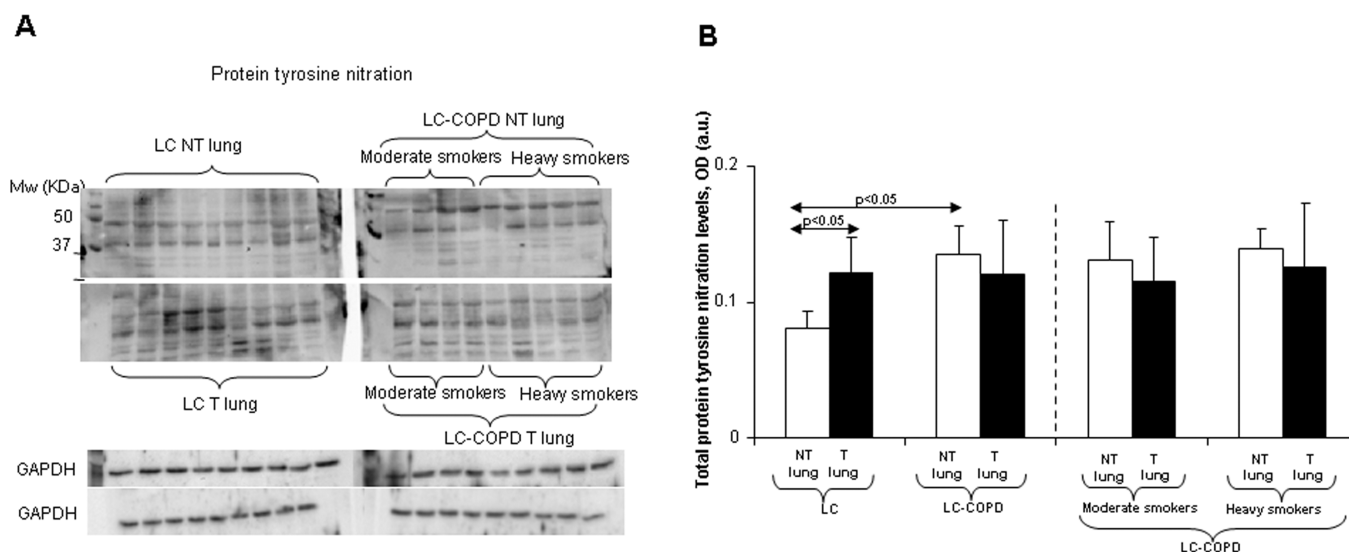 A
Protein tyrosine nitration
LC-COPD NT lung
LC NT lung
Moderate smokers
Heavy smokers
Mw (KDa)
50
37
LC T lung
Moderate smokers
Heavy smokers
LC-COPD T lung
GAPDH
GAPDH
B
Total protein tyrosine nitration levels, OD (a.u.)
0.2
0.1
0
p<0.05
p<0.05
NT T NT T NT T NT T
lung lung lung lung lung lung lung lung
LC
LC-COPD
Moderate smokers
Heavy smokers
LC-COPD